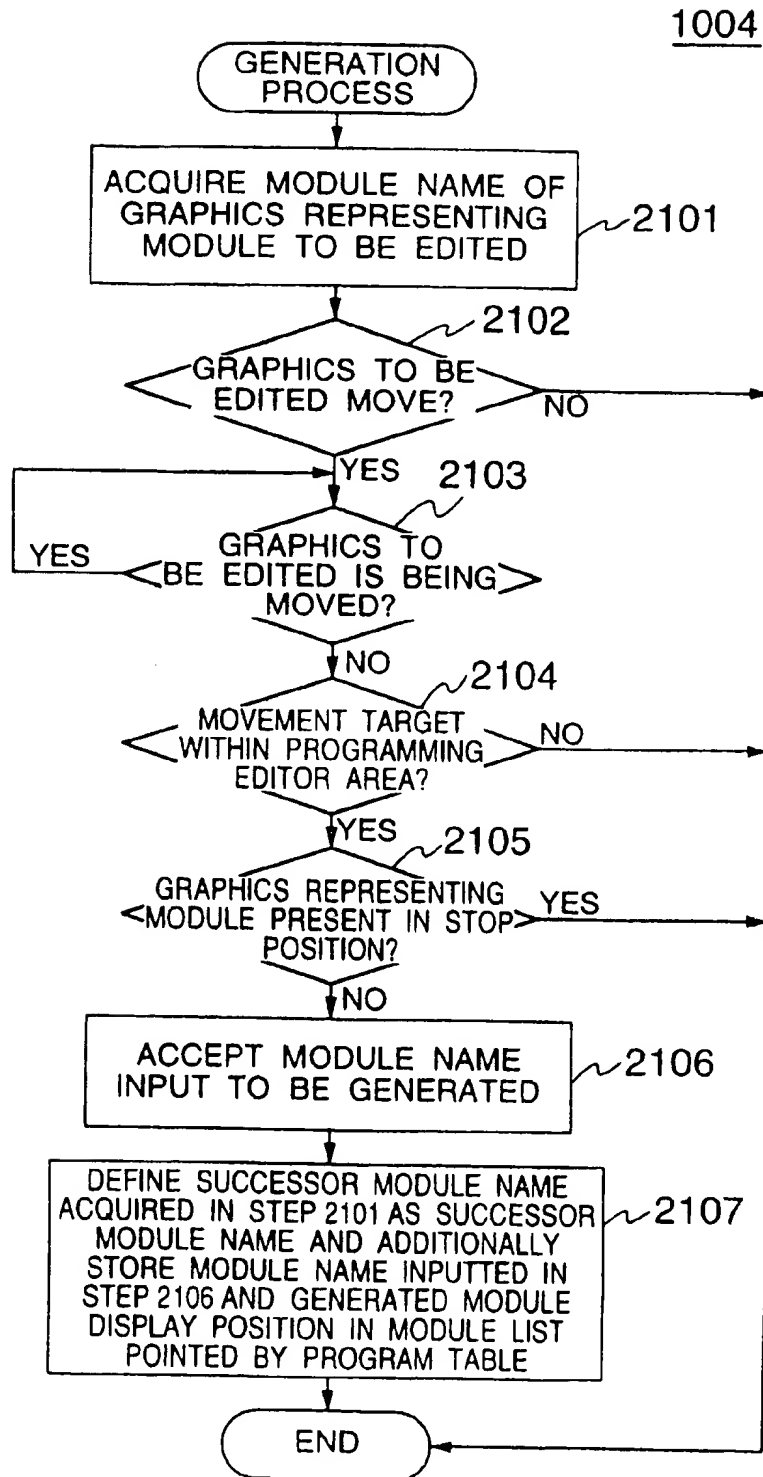 1004
GENERATION
PROCESS
ACQUIRE MODULE NAME OF
GRAPHICS REPRESENTING
MODULE TO BE EDITED
2101
2102
GRAPHICS TO BE
EDITED MOVE?
NO
YES
2103
YES
GRAPHICS TO
BE EDITED IS BEING
MOVED?
NO
2104
MOVEMENT TARGET
WITHIN PROGRAMMING
EDITOR AREA?
NO
YES
2105
GRAPHICS REPRESENTING
MODULE PRESENT IN STOP
POSITION?
YES
NO
ACCEPT MODULE NAME
INPUT TO BE GENERATED
2106
DEFINE SUCCESSOR MODULE NAME
ACQUIRED IN STEP 2101 AS SUCCESSOR
MODULE NAME AND ADDITIONALLY
STORE MODULE NAME INPUTTED IN
STEP 2106 AND GENERATED MODULE
DISPLAY POSITION IN MODULE LIST
POINTED BY PROGRAM TABLE
2107
END